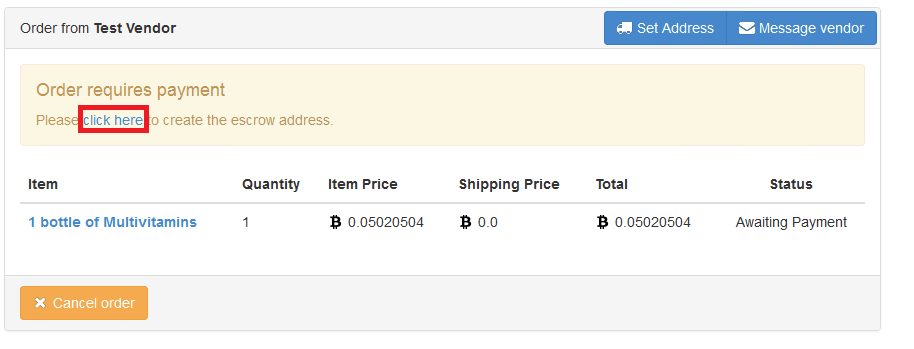 Order from Test Vendor
Set Address
Message vendor
Order requires payment
Please click here to create the escrow address.
Item Quantity Item Price Shipping Price Total Status
1 bottle of Multivitamins 1 0.05020504 0.0 0.05020504 Awaiting Payment
Cancel order